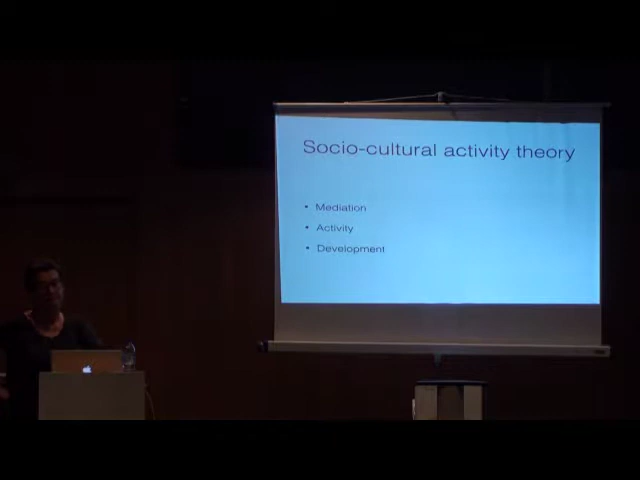 Socio-cultural activity theory
• Mediation
• Activity
• Development